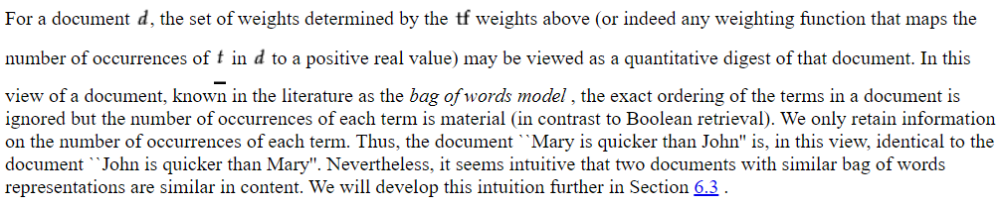 For a document d, the set of weights determined by the tf weights above (or indeed any weighting function that maps the
number of occurrences of t in d to a positive real value) may be viewed as a quantitative digest of that document. In this
view of a document, known in the literature as the bag of words model , the exact ordering of the terms in a document is
ignored but the number of occurrences of each term is material (in contrast to Boolean retrieval). We only retain information
on the number of occurrences of each term. Thus, the document ``Mary is quicker than John'' is, in this view, identical to the
document ``John is quicker than Mary''. Nevertheless, it seems intuitive that two documents with similar bag of words
representations are similar in content. We will develop this intuition further in Section 6.3 .